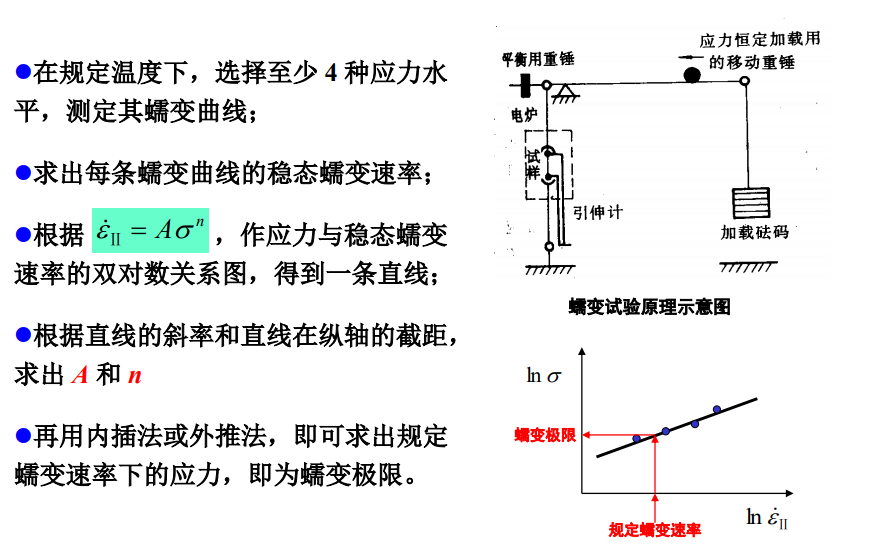 ●在规定温度下，选择至少 4 种应力水
平，测定其蠕变曲线；
●求出每条蠕变曲线的稳态蠕变速率；
●根据 ε̇II = Aσⁿ ，作应力与稳态蠕变
速率的双对数关系图，得到一条直线；
●根据直线的斜率和直线在纵轴的截距，
求出 A 和 n
●再用内插法或外推法，即可求出规定
蠕变速率下的应力，即为蠕变极限。
应力恒定加载用
的移动重锤
平衡用重锤
电炉
试样
引伸计
加载砝码
蠕变试验原理示意图
ln σ
蠕变极限
ln ε̇II
规定蠕变速率